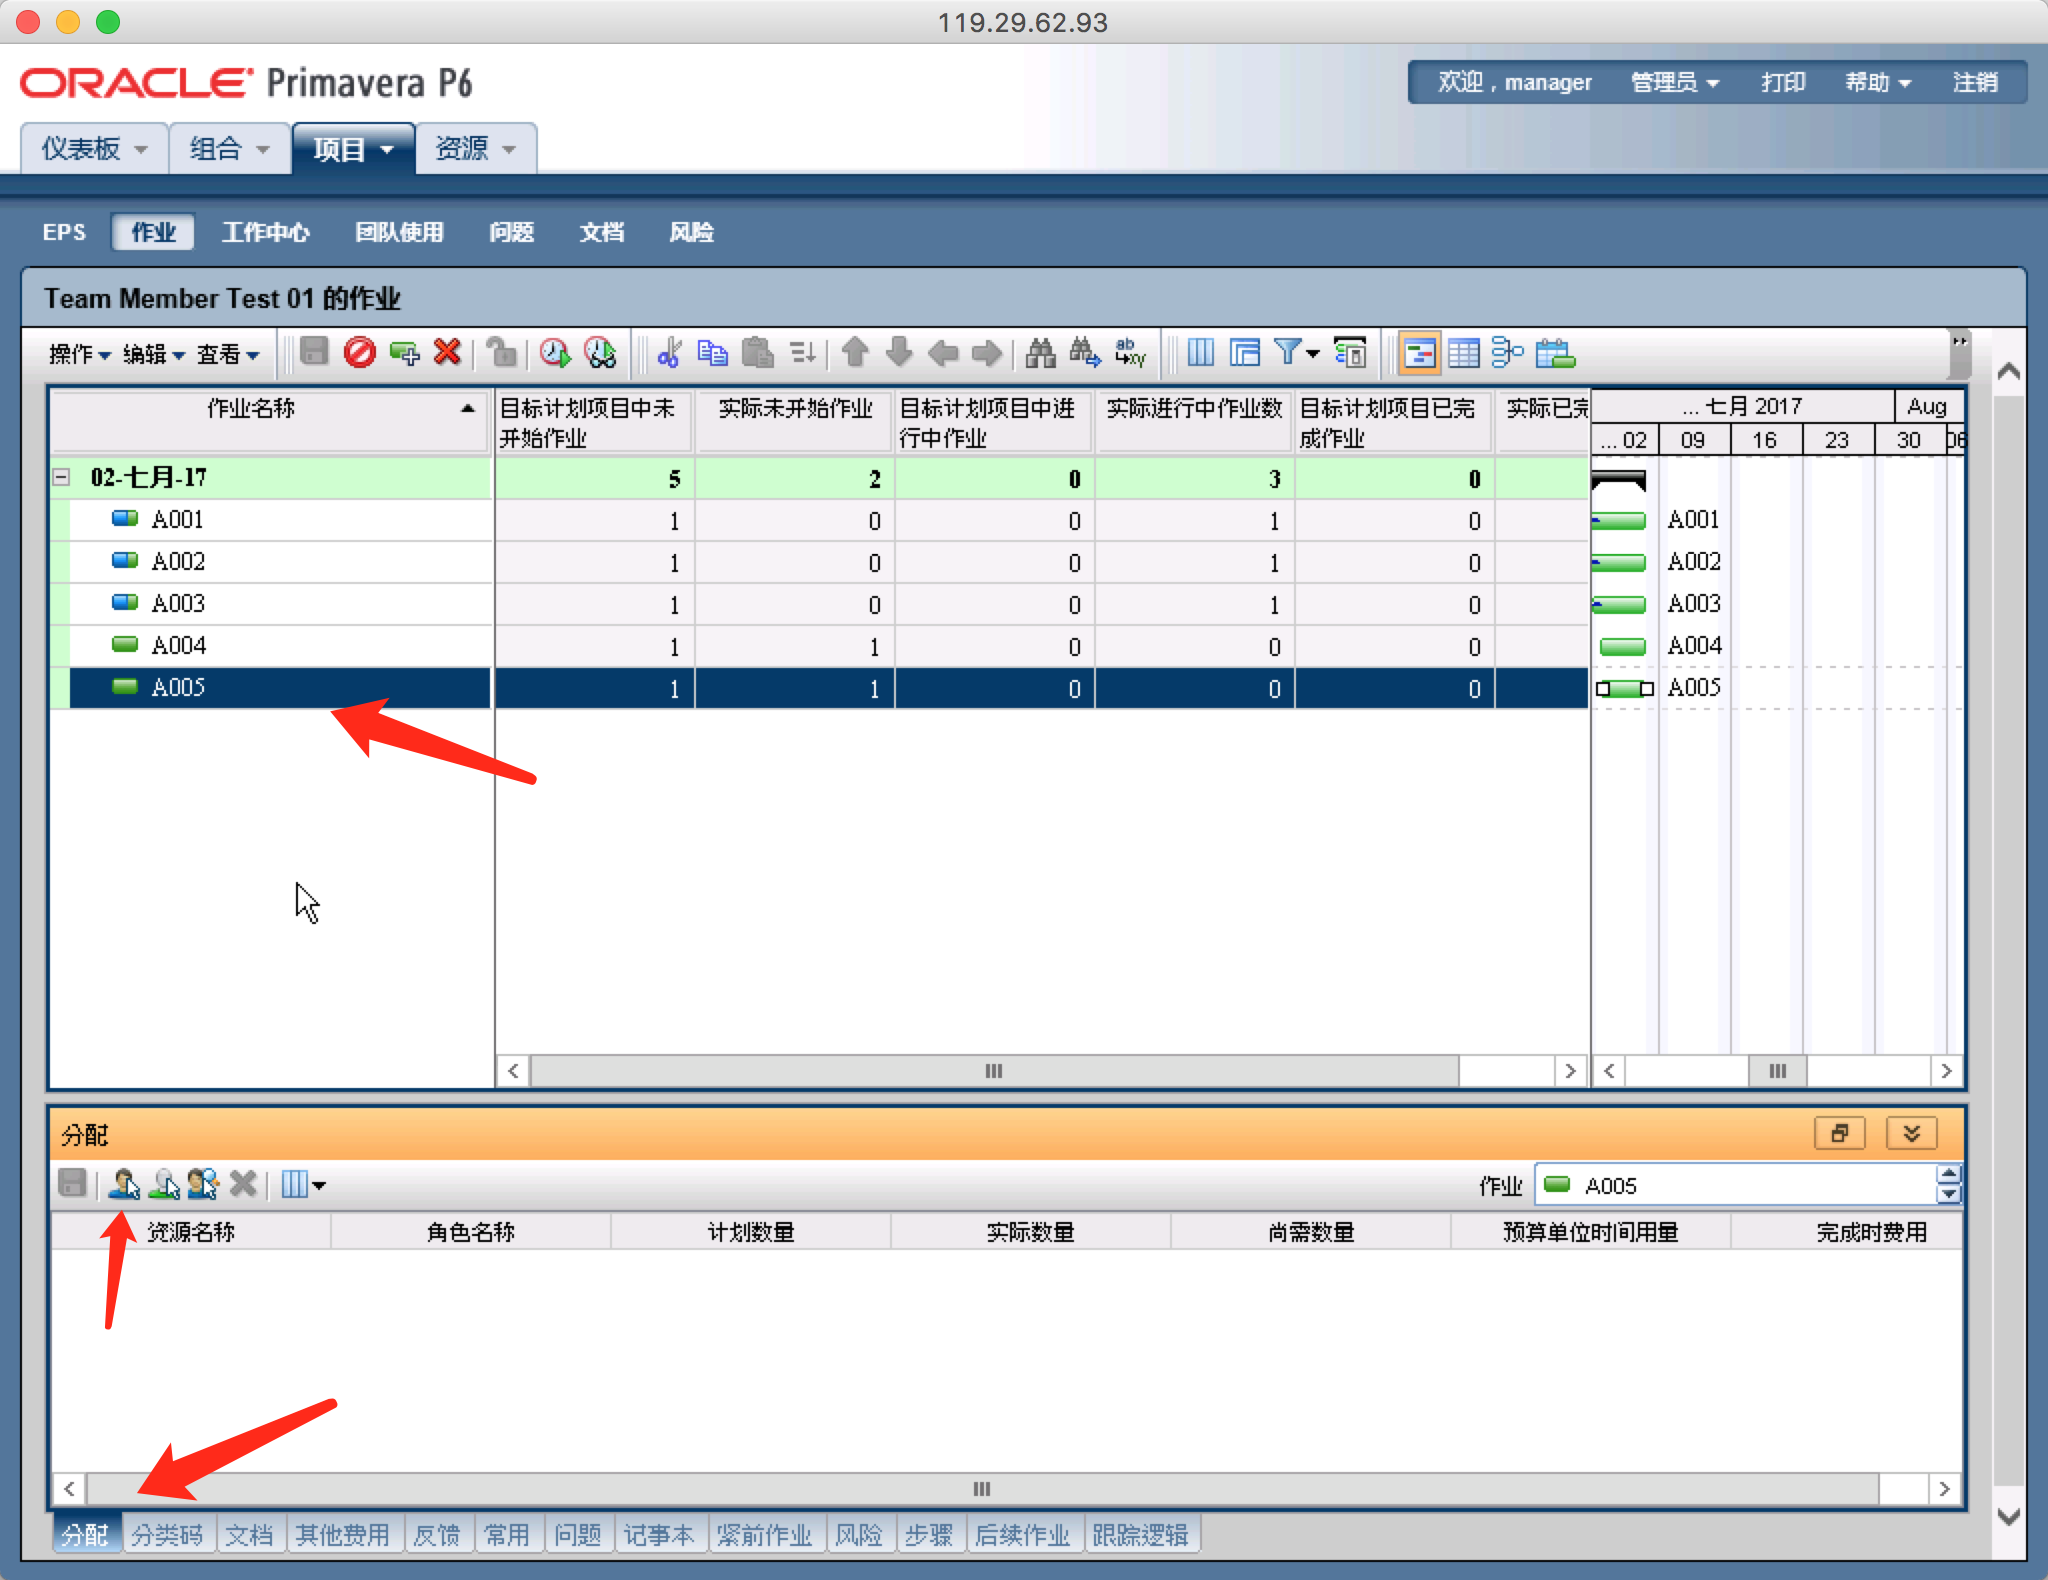 119.29.62.93
ORACLE Primavera P6
欢迎，manager 管理员 打印 帮助 注销
仪表板 组合 项目 资源
EPS 作业 工作中心 团队使用 问题 文档 风险
Team Member Test 01 的作业
操作 编辑 查看
作业名称 目标计划项目中未开始作业 实际未开始作业 目标计划项目中进行中作业 实际进行中作业数 目标计划项目已完成作业 实际已完 ... 七月 2017 Aug
... 02 09 16 23 30 06
02-七月-17 5 2 0 3 0
A001 1 0 0 1 0 A001
A002 1 0 0 1 0 A002
A003 1 0 0 1 0 A003
A004 1 1 0 0 0 A004
A005 1 1 0 0 0 A005
分配
作业 A005
资源名称 角色名称 计划数量 实际数量 尚需数量 预算单位时间用量 完成时费用
分配 分类码 文档 其他费用 反馈 常用 问题 记事本 紧前作业 风险 步骤 后续作业 跟踪逻辑